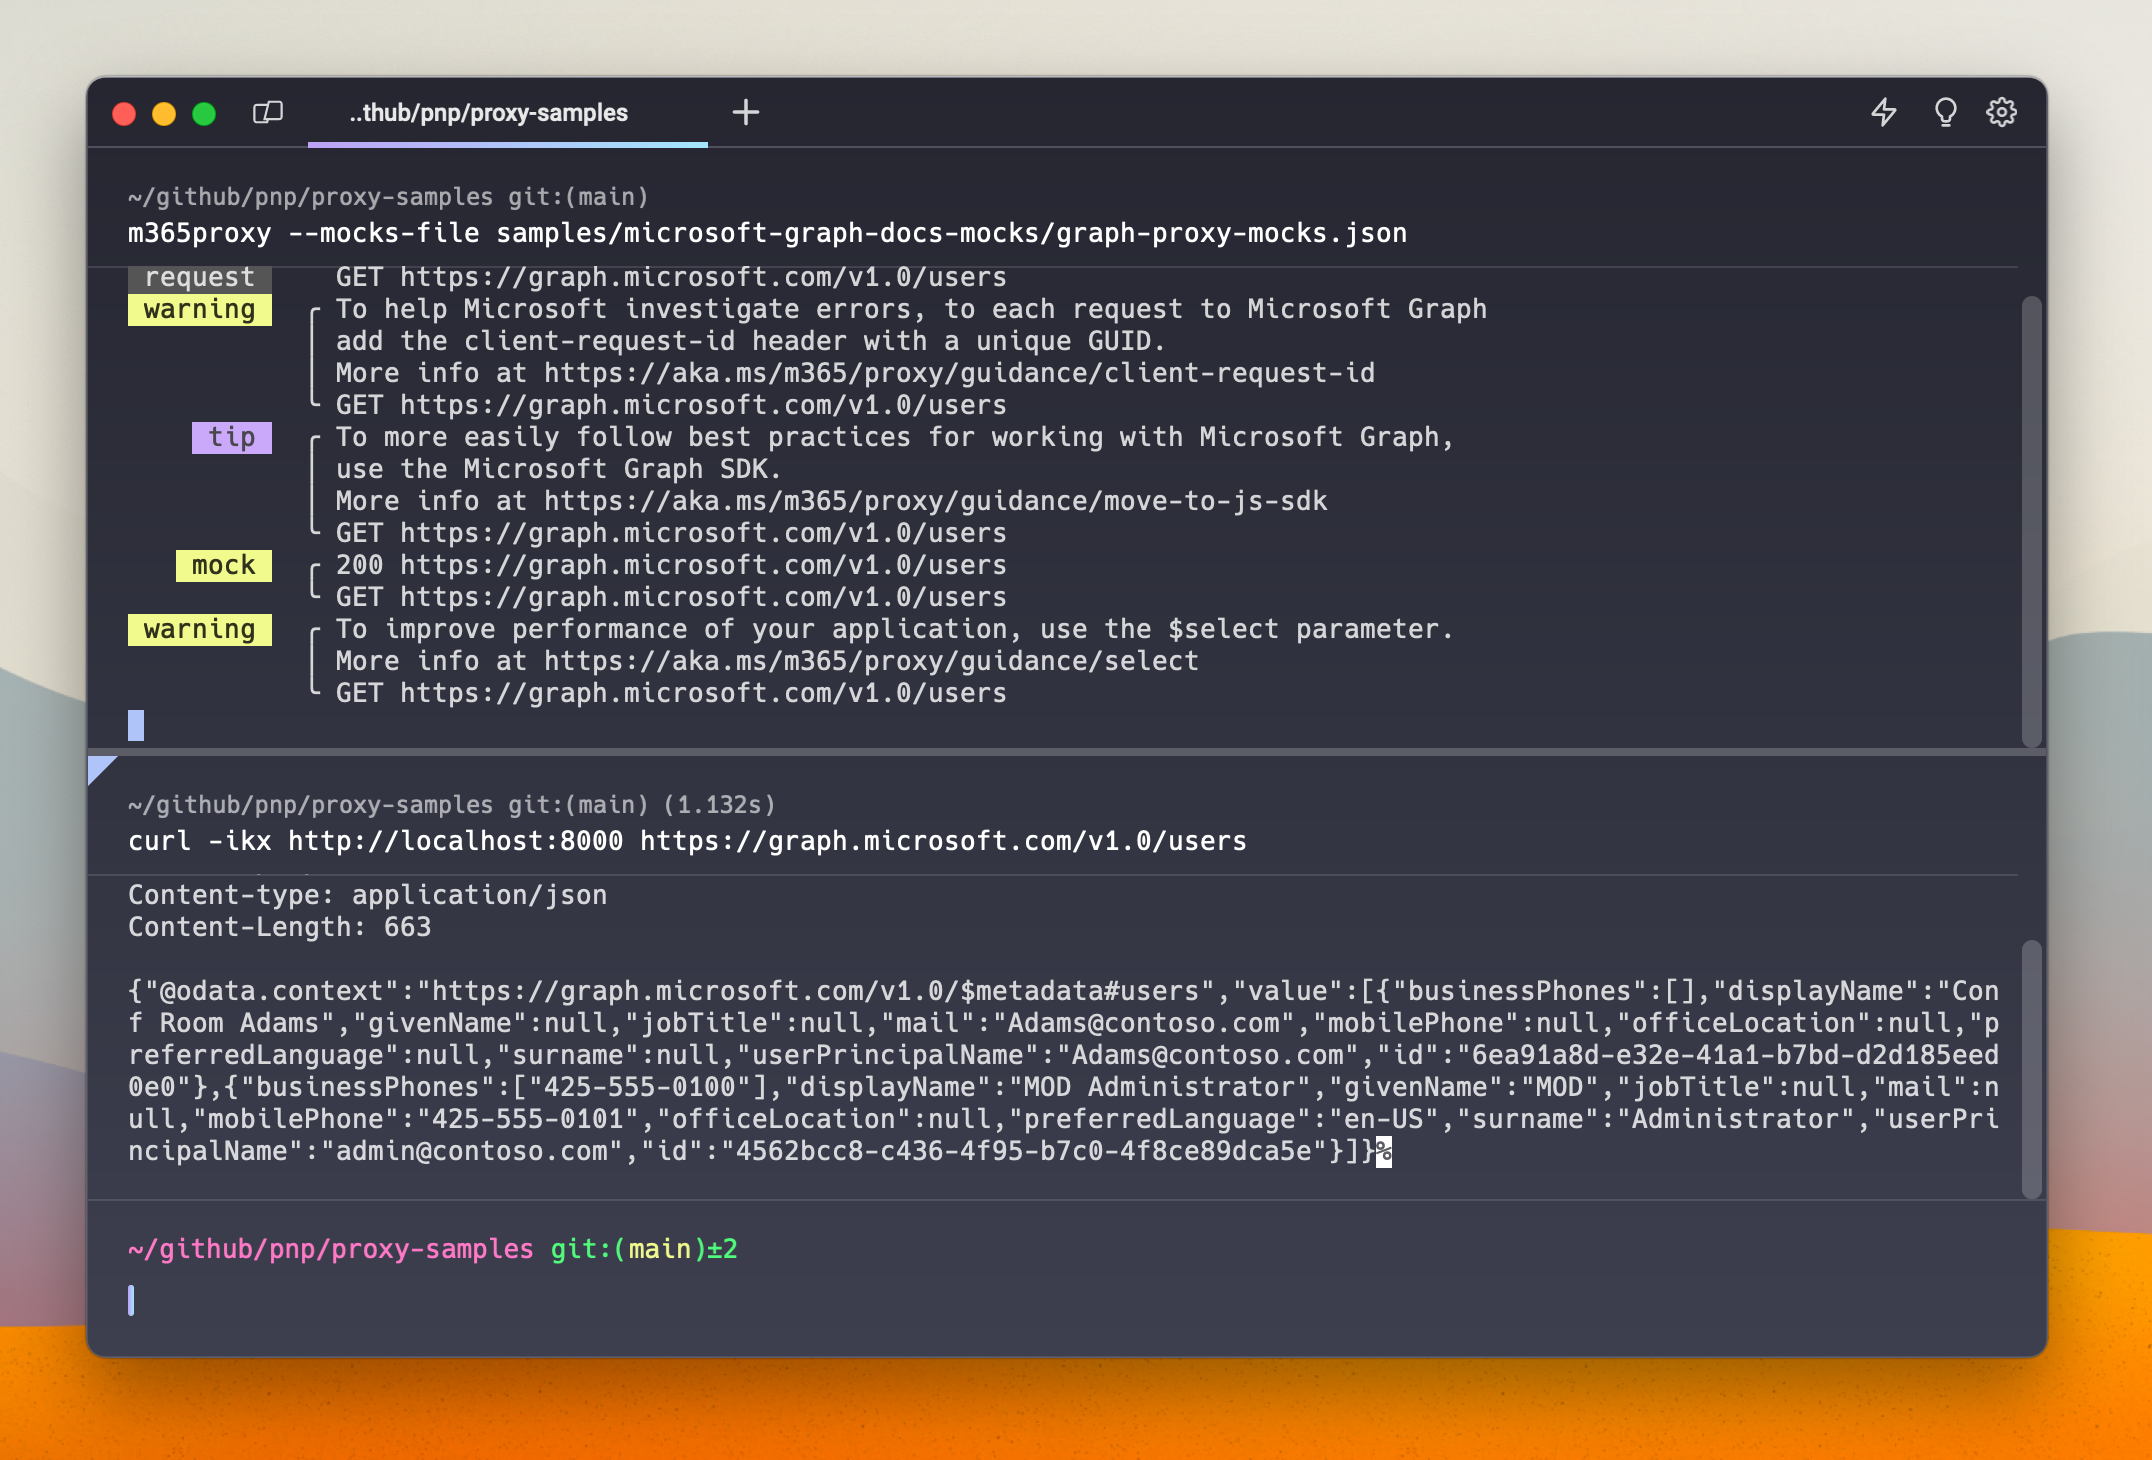 ..thub/pnp/proxy-samples
~/github/pnp/proxy-samples git:(main)
m365proxy --mocks-file samples/microsoft-graph-docs-mocks/graph-proxy-mocks.json
request GET https://graph.microsoft.com/v1.0/users
warning To help Microsoft investigate errors, to each request to Microsoft Graph
add the client-request-id header with a unique GUID.
More info at https://aka.ms/m365/proxy/guidance/client-request-id
GET https://graph.microsoft.com/v1.0/users
tip To more easily follow best practices for working with Microsoft Graph,
use the Microsoft Graph SDK.
More info at https://aka.ms/m365/proxy/guidance/move-to-js-sdk
GET https://graph.microsoft.com/v1.0/users
mock 200 https://graph.microsoft.com/v1.0/users
GET https://graph.microsoft.com/v1.0/users
warning To improve performance of your application, use the $select parameter.
More info at https://aka.ms/m365/proxy/guidance/select
GET https://graph.microsoft.com/v1.0/users
~/github/pnp/proxy-samples git:(main) (1.132s)
curl -ikx http://localhost:8000 https://graph.microsoft.com/v1.0/users
Content-type: application/json
Content-Length: 663
{"@odata.context":"https://graph.microsoft.com/v1.0/$metadata#users","value":[{"businessPhones":[],"displayName":"Con
f Room Adams","givenName":null,"jobTitle":null,"mail":"Adams@contoso.com","mobilePhone":null,"officeLocation":null,"p
referredLanguage":null,"surname":null,"userPrincipalName":"Adams@contoso.com","id":"6ea91a8d-e32e-41a1-b7bd-d2d185eed
0e0"},{"businessPhones":["425-555-0100"],"displayName":"MOD Administrator","givenName":"MOD","jobTitle":null,"mail":n
ull,"mobilePhone":"425-555-0101","officeLocation":null,"preferredLanguage":"en-US","surname":"Administrator","userPri
ncipalName":"admin@contoso.com","id":"4562bcc8-c436-4f95-b7c0-4f8ce89dca5e"}]}%
~/github/pnp/proxy-samples git:(main)±2